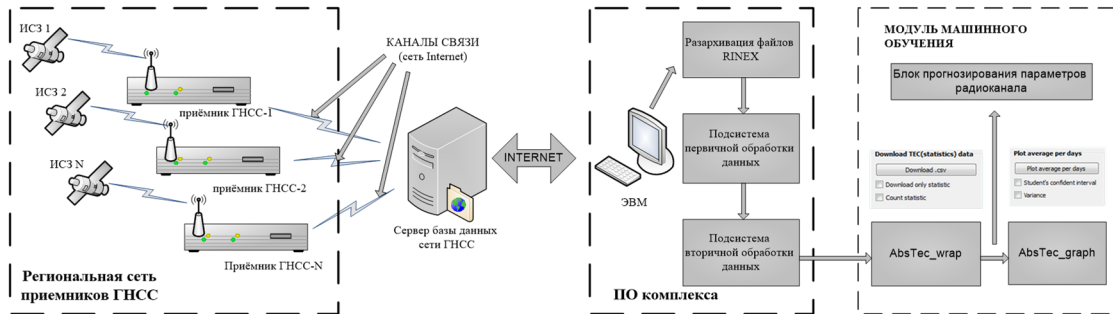 ИСЗ 1
ИСЗ 2
ИСЗ N
приёмник ГНСС-1
приёмник ГНСС-2
Приёмник ГНСС-N
Региональная сеть
приемников ГНСС
КАНАЛЫ СВЯЗИ
(сеть Internet)
Сервер базы данных
сети ГНСС
INTERNET
ЭВМ
Разархивация файлов
RINEX
Подсистема
первичной обработки
данных
Подсистема
вторичной обработки
данных
ПО комплекса
МОДУЛЬ МАШИННОГО
ОБУЧЕНИЯ
Блок прогнозирования параметров
радиоканала
Download TEC(statistics) data
Download .csv
Download only statistic
Count statistic
Plot average per days
Plot average per days
Student's confident interval
Variance
AbsTec_wrap
AbsTec_graph